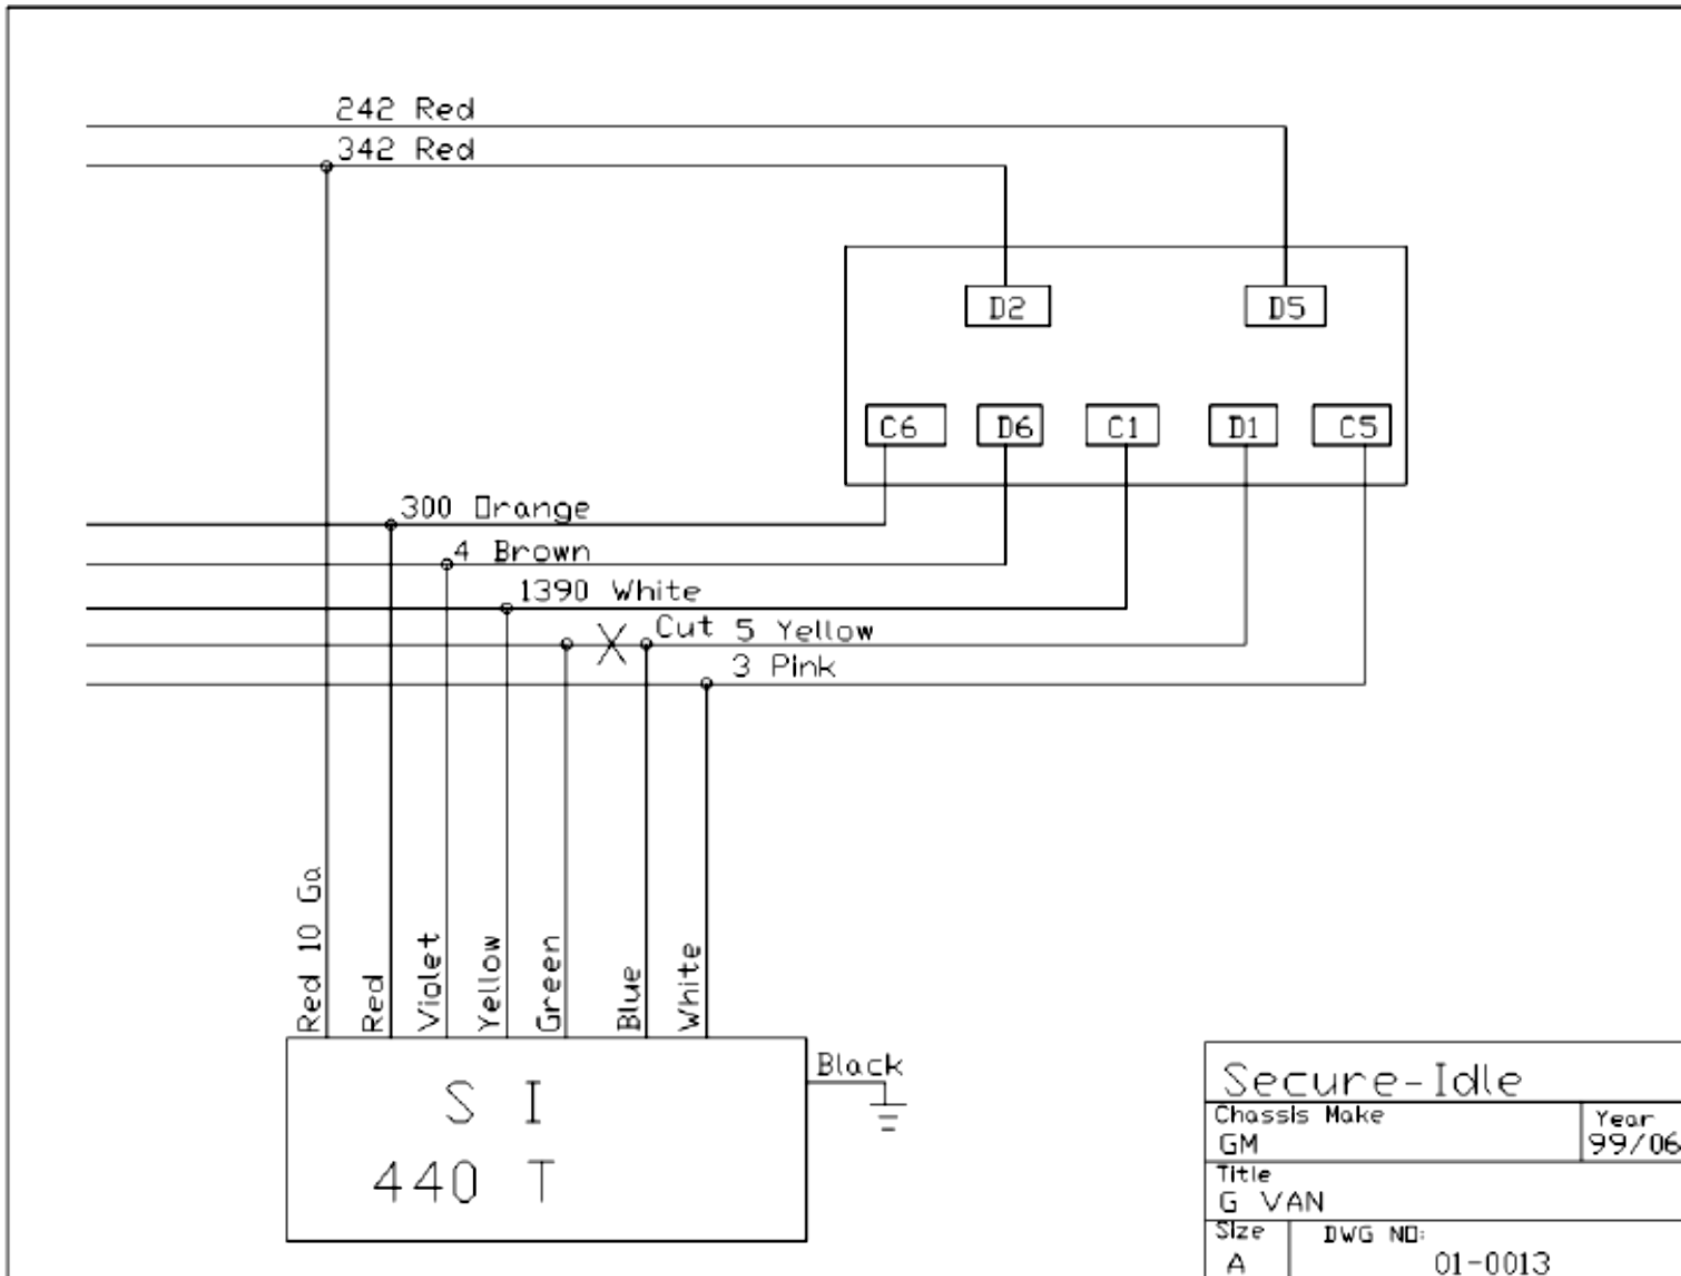 242 Red
342 Red
D2 D5
C6 D6 C1 D1 C5
300 Orange
4 Brown
1390 White
Cut 5 Yellow
3 Pink
Red 10 Ga
Red
Violet
Yellow
Green
Blue
White
Black
S I
440 T
Secure-Idle
Chassis Make Year
GM 99/06
Title
G VAN
Size DWG NO:
A 01-0013